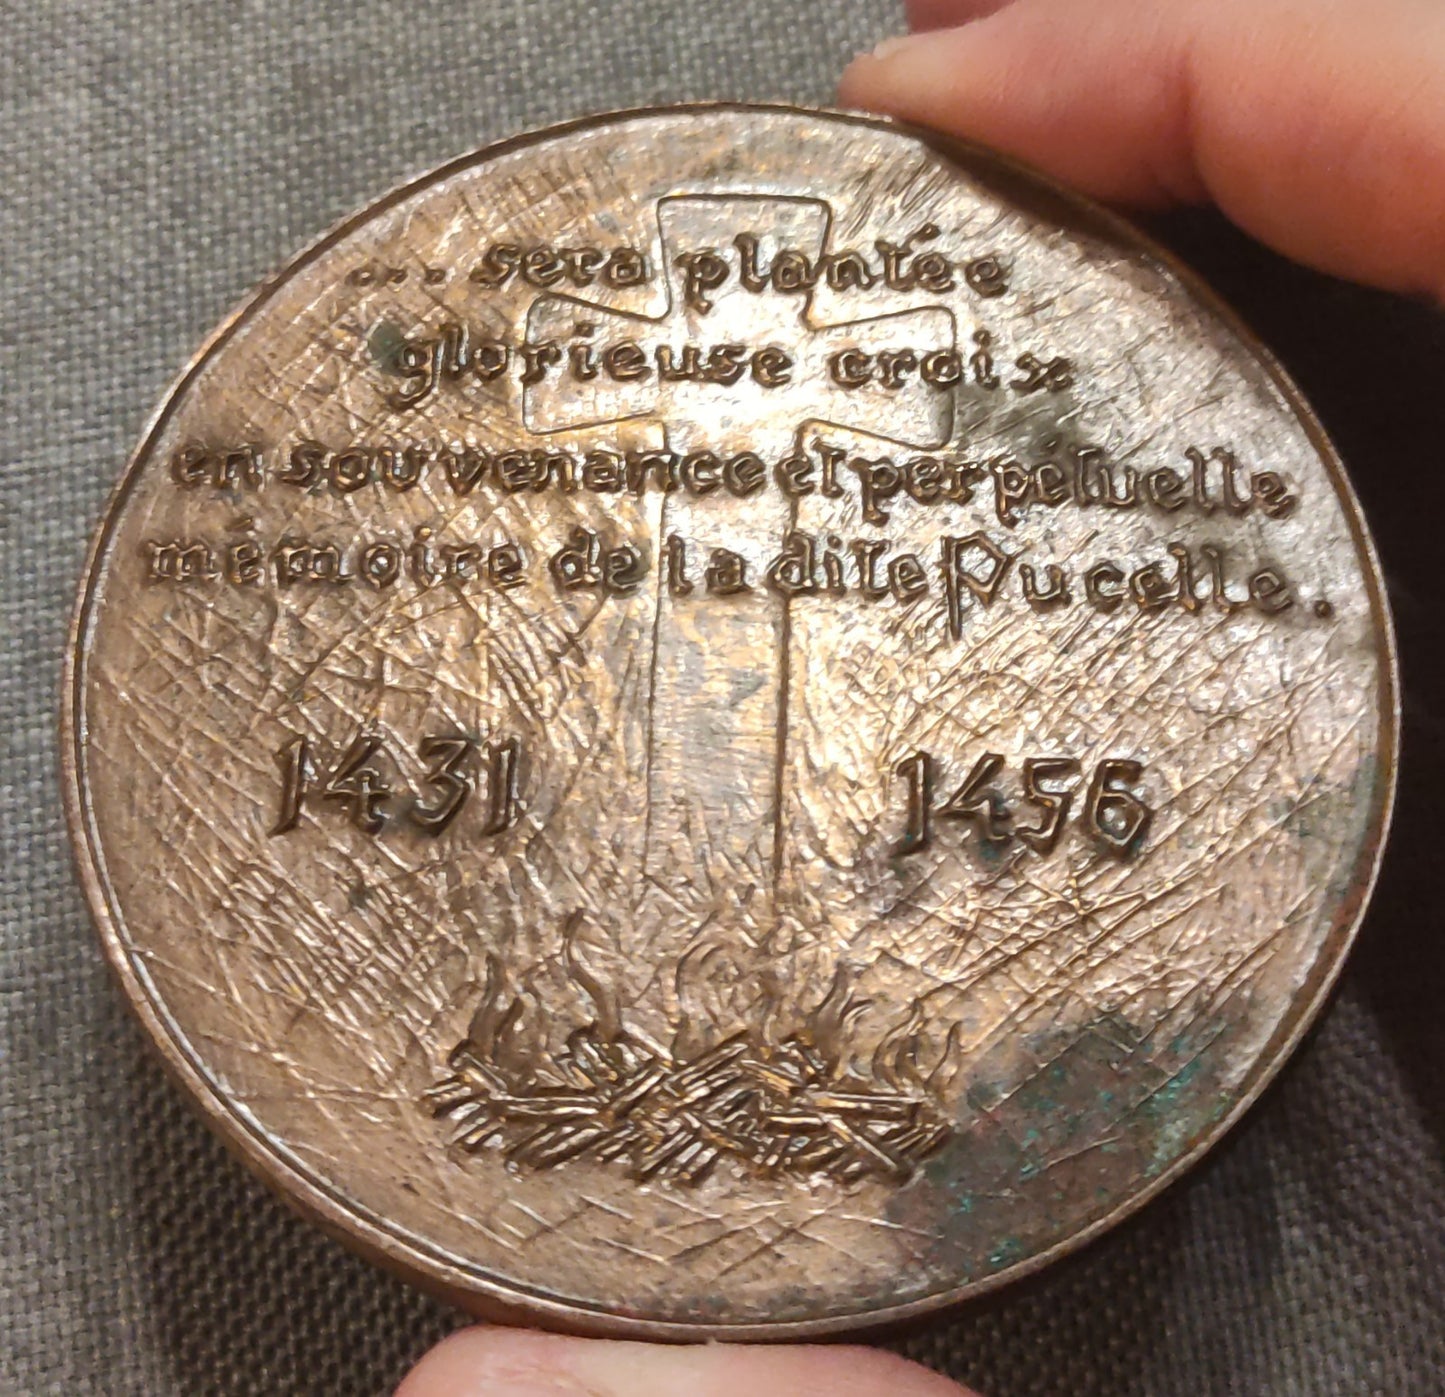 ... sera plantée
glorieuse croix
en souvenance et perpétuelle
mémoire de la dite Pucelle.
1431 1456